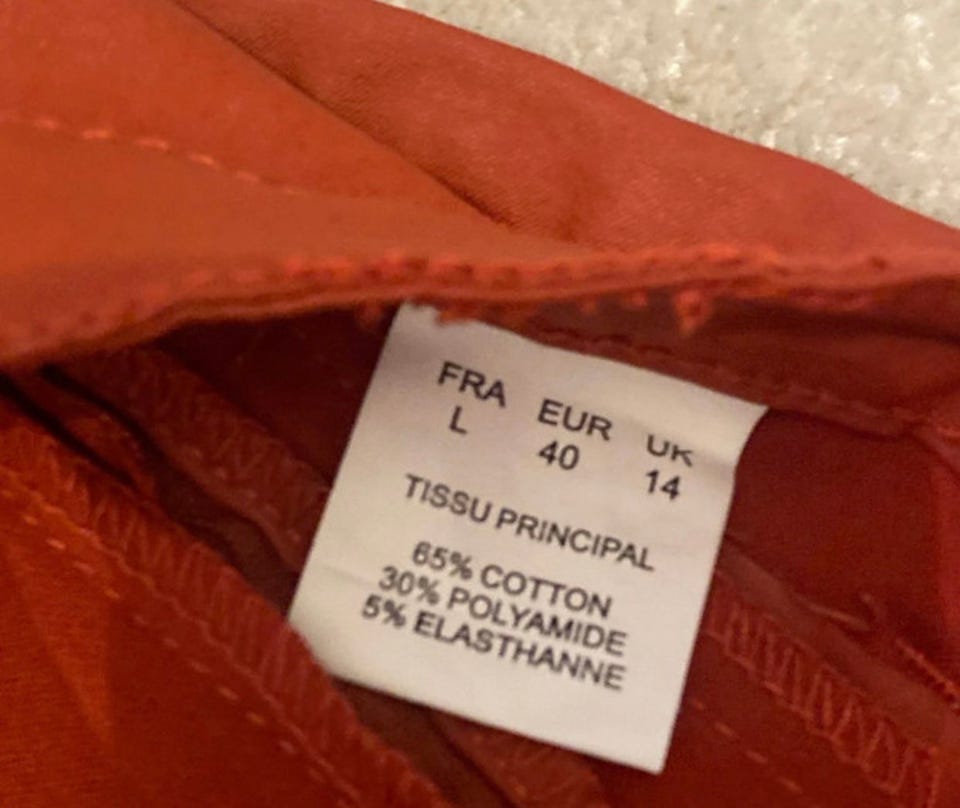 FRA EUR UK
L 40 14
TISSU PRINCIPAL
65% COTTON
30% POLYAMIDE
5% ELASTHANNE